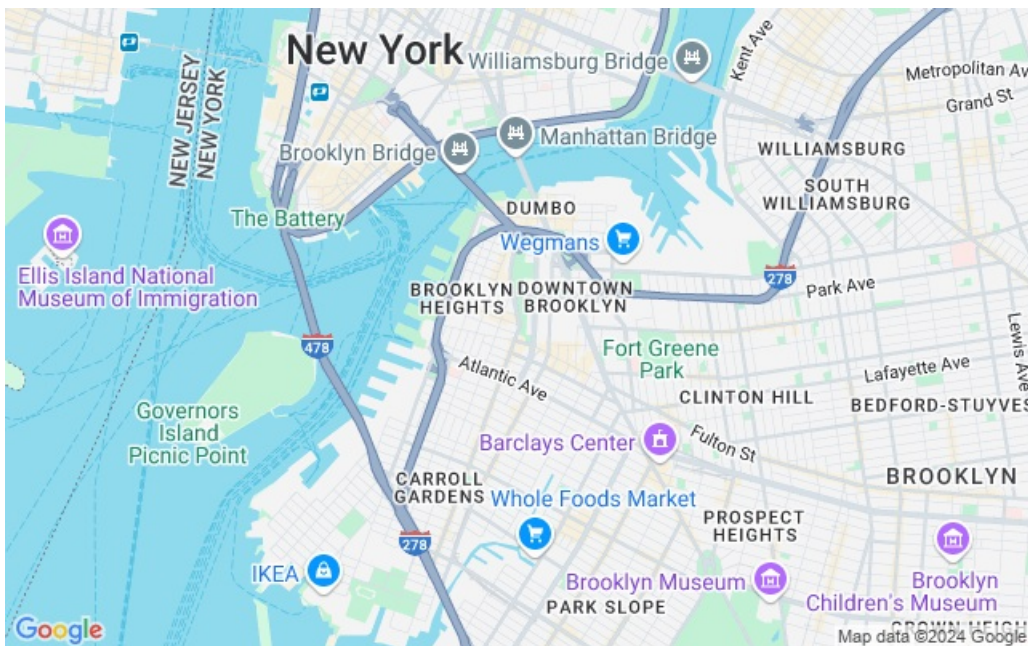 New York
Williamsburg Bridge
Kent Ave
Metropolitan Av
Grand St
NEW JERSEY
NEW YORK
Brooklyn Bridge
Manhattan Bridge
WILLIAMSBURG
SOUTH
WILLIAMSBURG
The Battery
DUMBO
Wegmans
Ellis Island National
Museum of Immigration
278
Park Ave
BROOKLYN
HEIGHTS
DOWNTOWN
BROOKLYN
478
Lewis Ave
Fort Greene
Park
Atlantic Ave
Lafayette Ave
CLINTON HILL
BEDFORD-STUYVES
Governors
Island
Picnic Point
Barclays Center
Fulton St
CARROLL
GARDENS
BROOKLYN
Whole Foods Market
PROSPECT
HEIGHTS
278
IKEA
Brooklyn Museum
Brooklyn
Children's Museum
PARK SLOPE
CROWN HEIGH
Google
Map data ©2024 Google